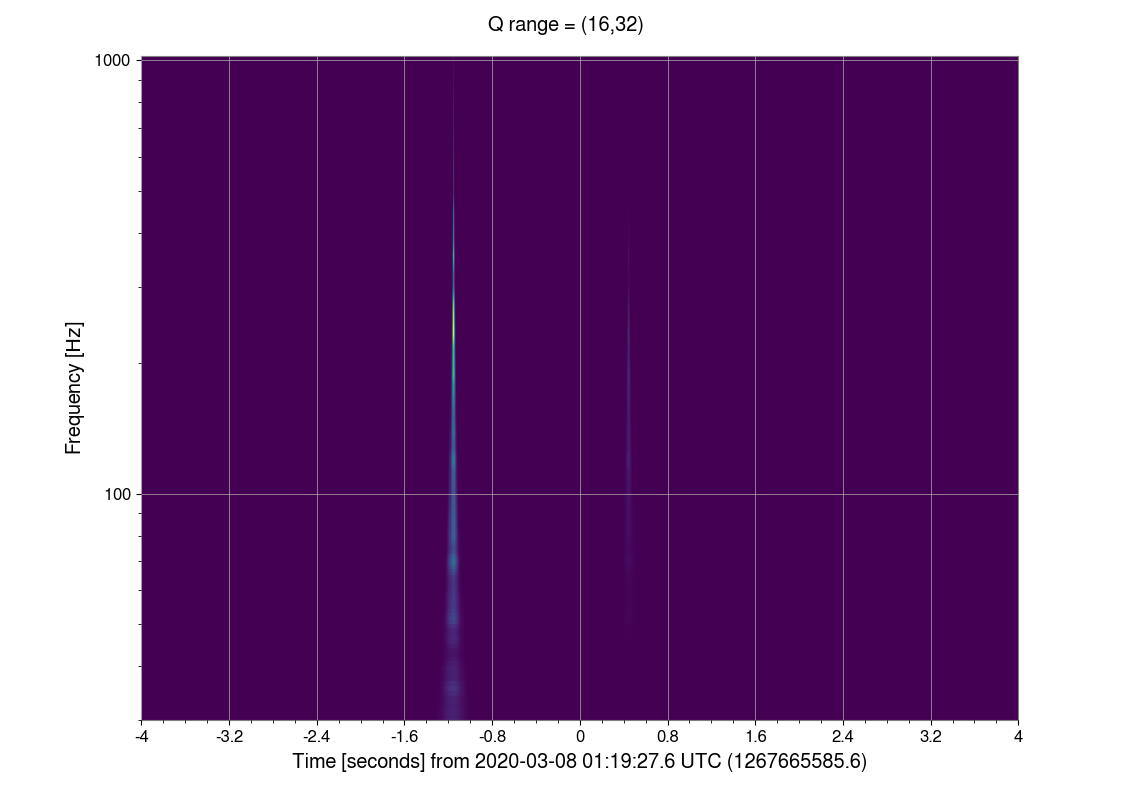 Q range = (16,32)
1000
100
Frequency [Hz]
-4 -3.2 -2.4 -1.6 -0.8 0 0.8 1.6 2.4 3.2 4
Time [seconds] from 2020-03-08 01:19:27.6 UTC (1267665585.6)